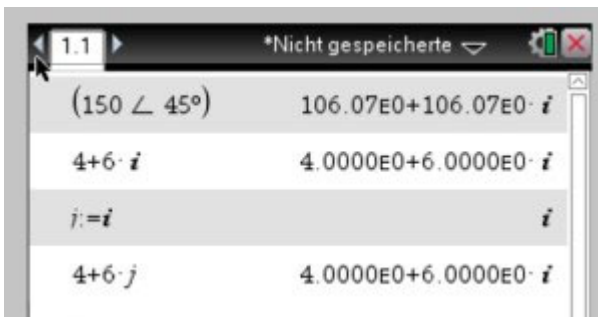 1.1 *Nicht gespeicherte
(150 ∠ 45°) 106.07E0+106.07E0·i
4+6·i 4.0000E0+6.0000E0·i
j:=i i
4+6·j 4.0000E0+6.0000E0·i